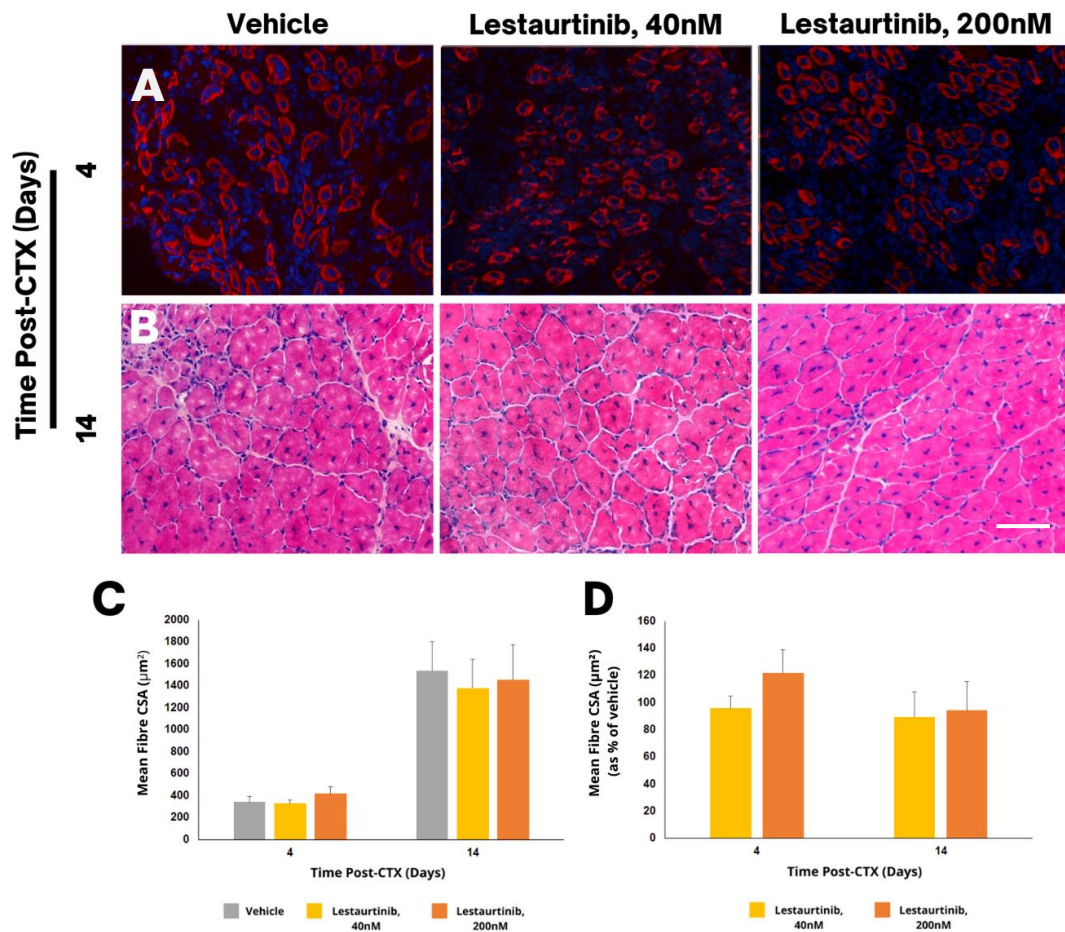 Vehicle
Lestaurtinib, 40nM
Lestaurtinib, 200nM
Time Post-CTX (Days)
4
14
A
B
C
Mean Fibre CSA (µm²)
2000
1800
1600
1400
1200
1000
800
600
400
200
0
4
14
Time Post-CTX (Days)
Vehicle
Lestaurtinib,
40nM
Lestaurtinib,
200nM
D
Mean Fibre CSA (µm²)
(as % of vehicle)
160
140
120
100
80
60
40
20
0
4
14
Time Post-CTX (Days)
Lestaurtinib,
40nM
Lestaurtinib,
200nM